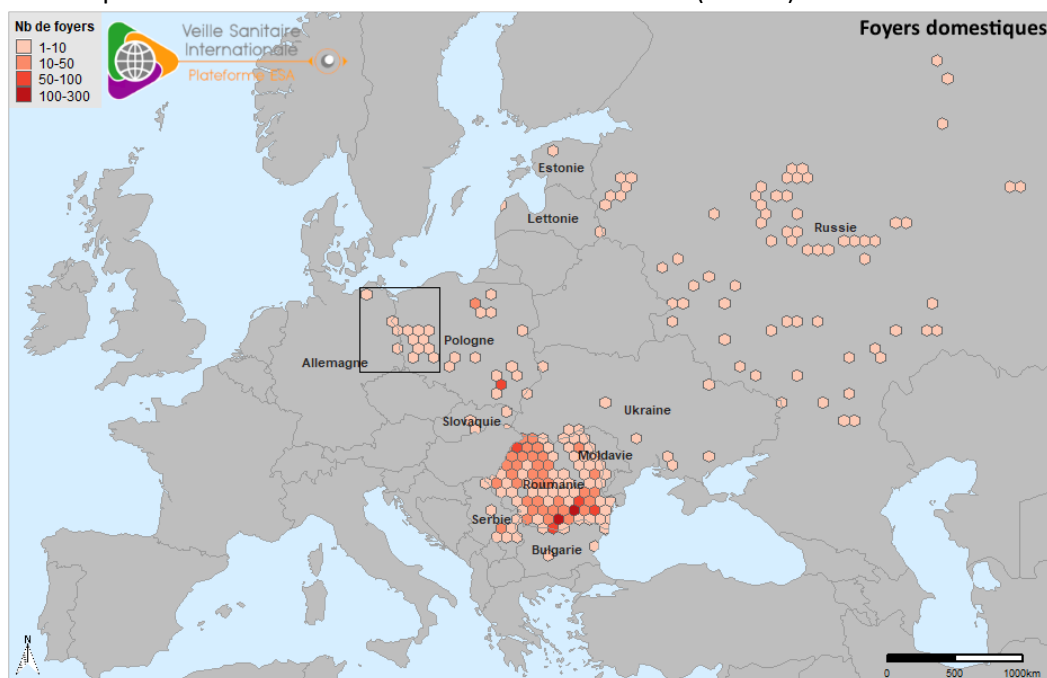 Nb de foyers
1-10
10-50
50-100
100-300
Veille Sanitaire
Internationale
Plateforme ESA
Foyers domestiques
Estonie
Lettonie
Russie
Pologne
Allemagne
Ukraine
Slovaquie
Moldavie
Roumanie
Serbie
Bulgarie
N
0 500 1000km